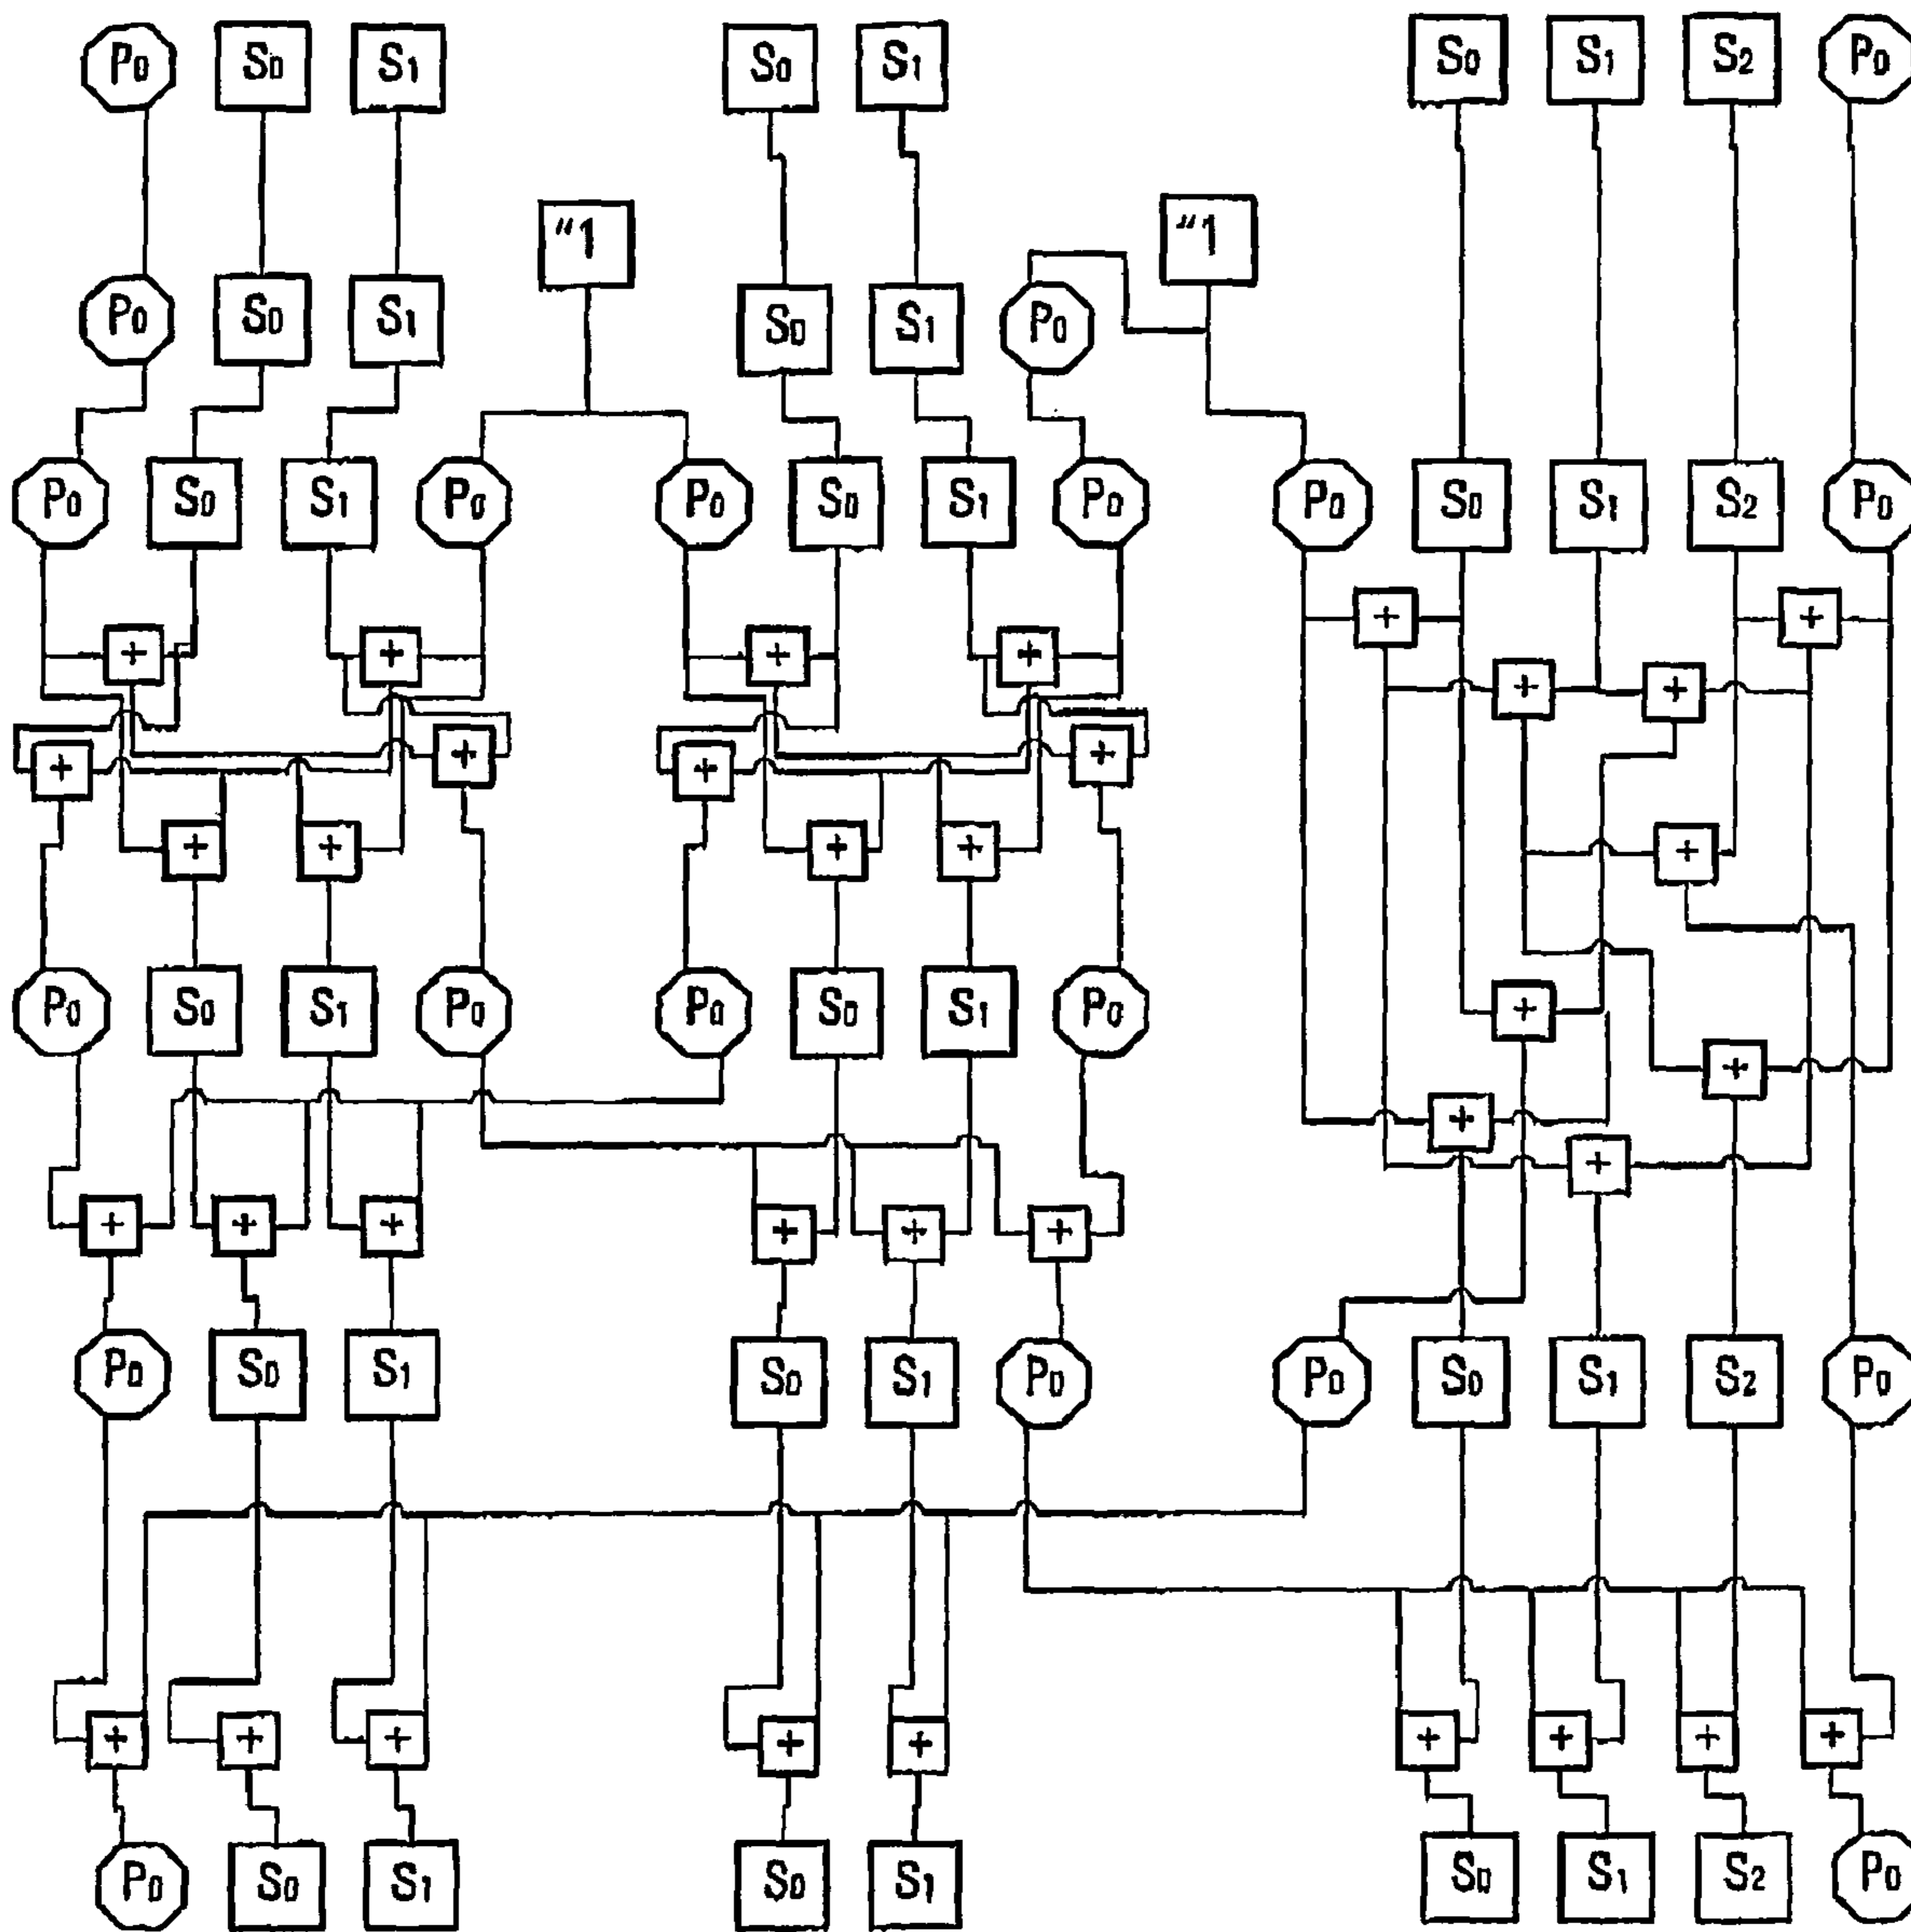 P0 S0 S1 S0 S1 S0 S1 S2 P0
"1 "1
P0 S0 S1 S0 S1 P0
P0 S0 S1 P0 P0 S0 S1 P0 P0 S0 S1 S2 P0
+ +
+ + + +
+ +
+ + + +
+ + + + +
P0 S0 S1 P0 P0 S0 S1 P0
+
+
+
+
+ + + + + +
P0 S0 S1 S0 S1 P0 P0 S0 S1 S2 P0
+ + + + + + + + +
P0 S0 S1 S0 S1 S0 S1 S2 P0